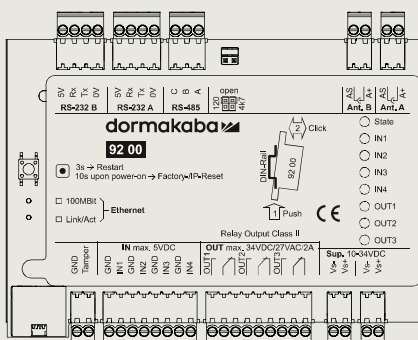 5V Rx Tx 0V
RS-232 B
5V Rx Tx 0V
RS-232 A
C B A
RS-485
open
120
4k7
AS A+
Ant. B
AS A+
Ant. A
dormakaba
92 00
3s → Restart
10s upon power-on → Factory-/IP-Reset
100MBit
Link/Act
Ethernet
DIN-Rail
92 00
2 Click
1 Push
CE
State
IN1
IN2
IN3
IN4
OUT1
OUT2
OUT3
Relay Output Class II
GND
Tamper
IN max. 5VDC
GND IN1 GND IN2 GND IN3 GND IN4
OUT max. 34VDC/27VAC/2A
OUT1 OUT2 OUT3
Sup. 10-34VDC
Vs- Vs+ Vs- Vs+